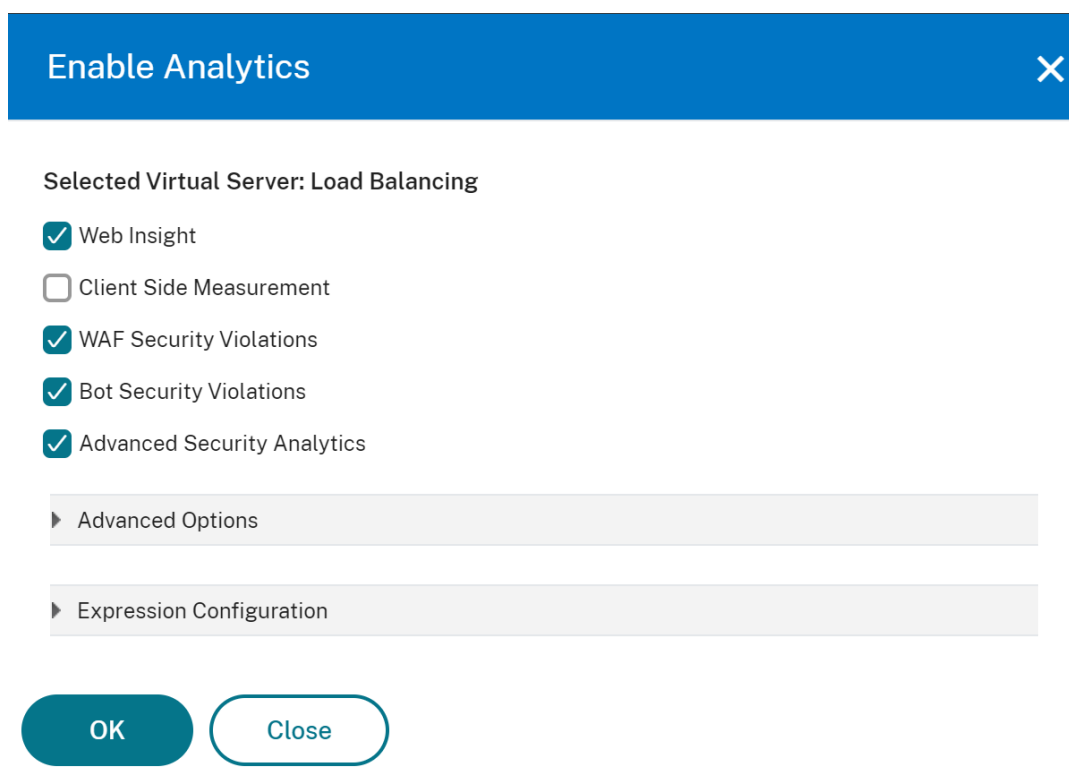 Enable Analytics
Selected Virtual Server: Load Balancing
Web Insight
Client Side Measurement
WAF Security Violations
Bot Security Violations
Advanced Security Analytics
Advanced Options
Expression Configuration
OK
Close